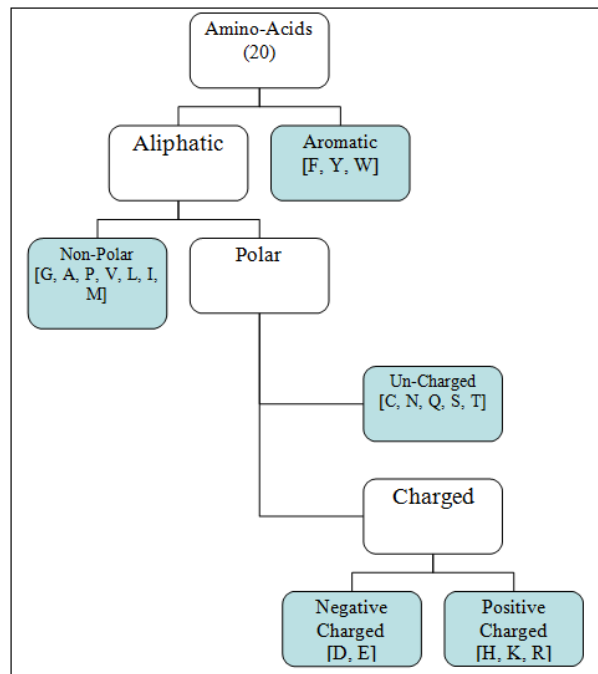 Amino-Acids
(20)
Aliphatic
Aromatic
[F, Y, W]
Non-Polar
[G, A, P, V, L, I,
M]
Polar
Un-Charged
[C, N, Q, S, T]
Charged
Negative
Charged
[D, E]
Positive
Charged
[H, K, R]